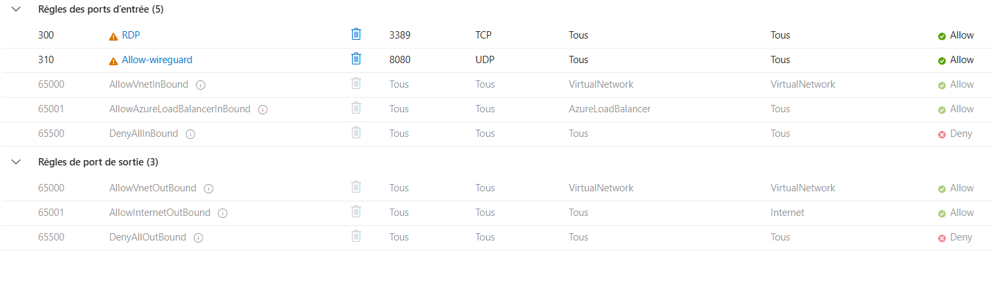 Règles des ports d’entrée (5)
300 RDP 3389 TCP Tous Tous Allow
310 Allow-wireguard 8080 UDP Tous Tous Allow
65000 AllowVnetInBound Tous Tous VirtualNetwork VirtualNetwork Allow
65001 AllowAzureLoadBalancerInBound Tous Tous AzureLoadBalancer Tous Allow
65500 DenyAllInBound Tous Tous Tous Tous Deny
Règles de port de sortie (3)
65000 AllowVnetOutBound Tous Tous VirtualNetwork VirtualNetwork Allow
65001 AllowInternetOutBound Tous Tous Tous Internet Allow
65500 DenyAllOutBound Tous Tous Tous Tous Deny